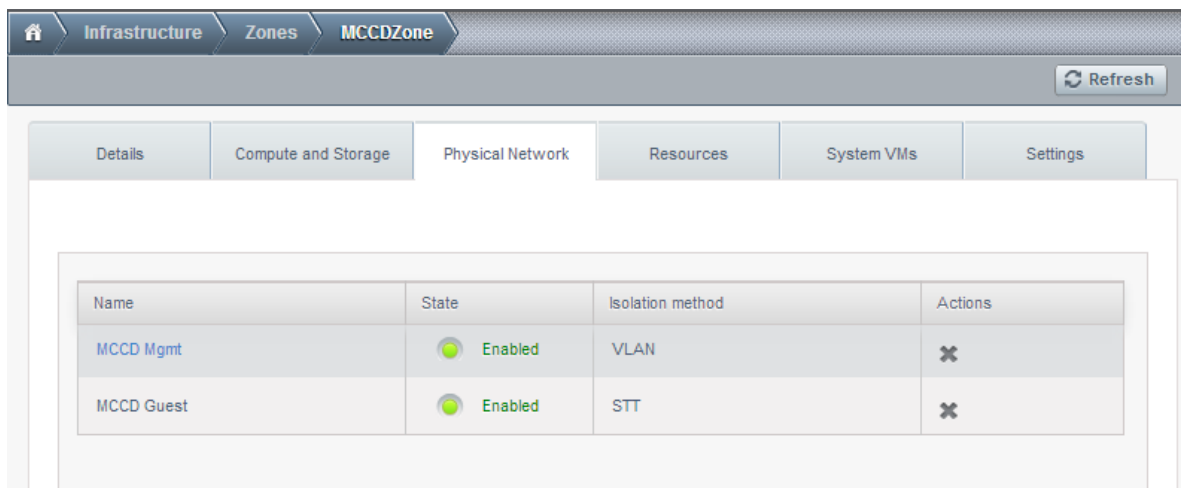 Infrastructure Zones MCCDZone
Refresh
Details Compute and Storage Physical Network Resources System VMs Settings
Name State Isolation method Actions
MCCD Mgmt Enabled VLAN
MCCD Guest Enabled STT